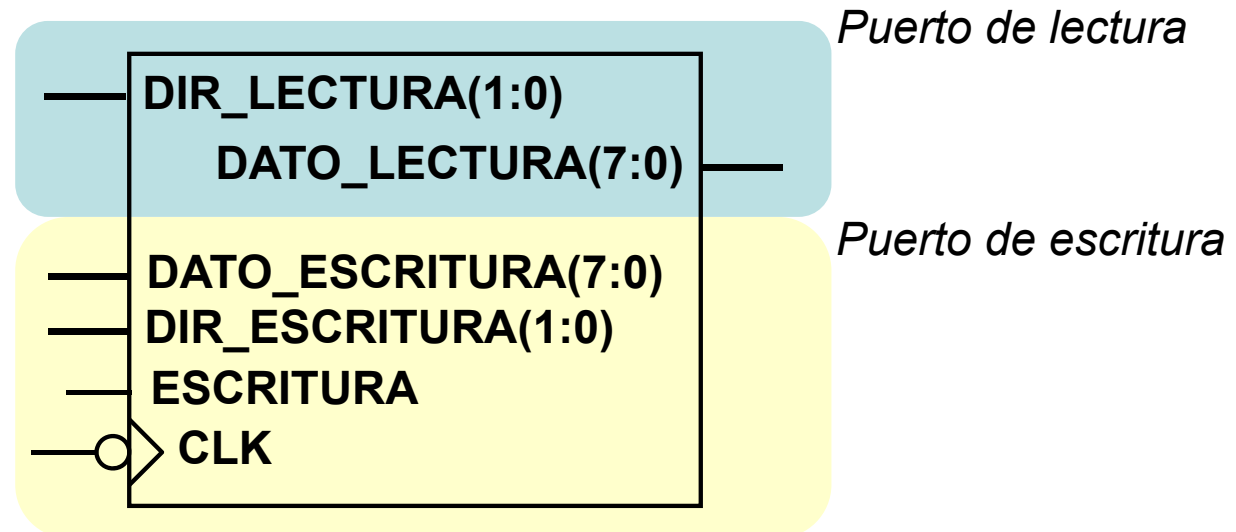 Puerto de lectura
DIR_LECTURA(1:0)
DATO_LECTURA(7:0)
Puerto de escritura
DATO_ESCRITURA(7:0)
DIR_ESCRITURA(1:0)
ESCRITURA
CLK